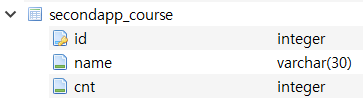 secondapp_course
id integer
name varchar(30)
cnt integer